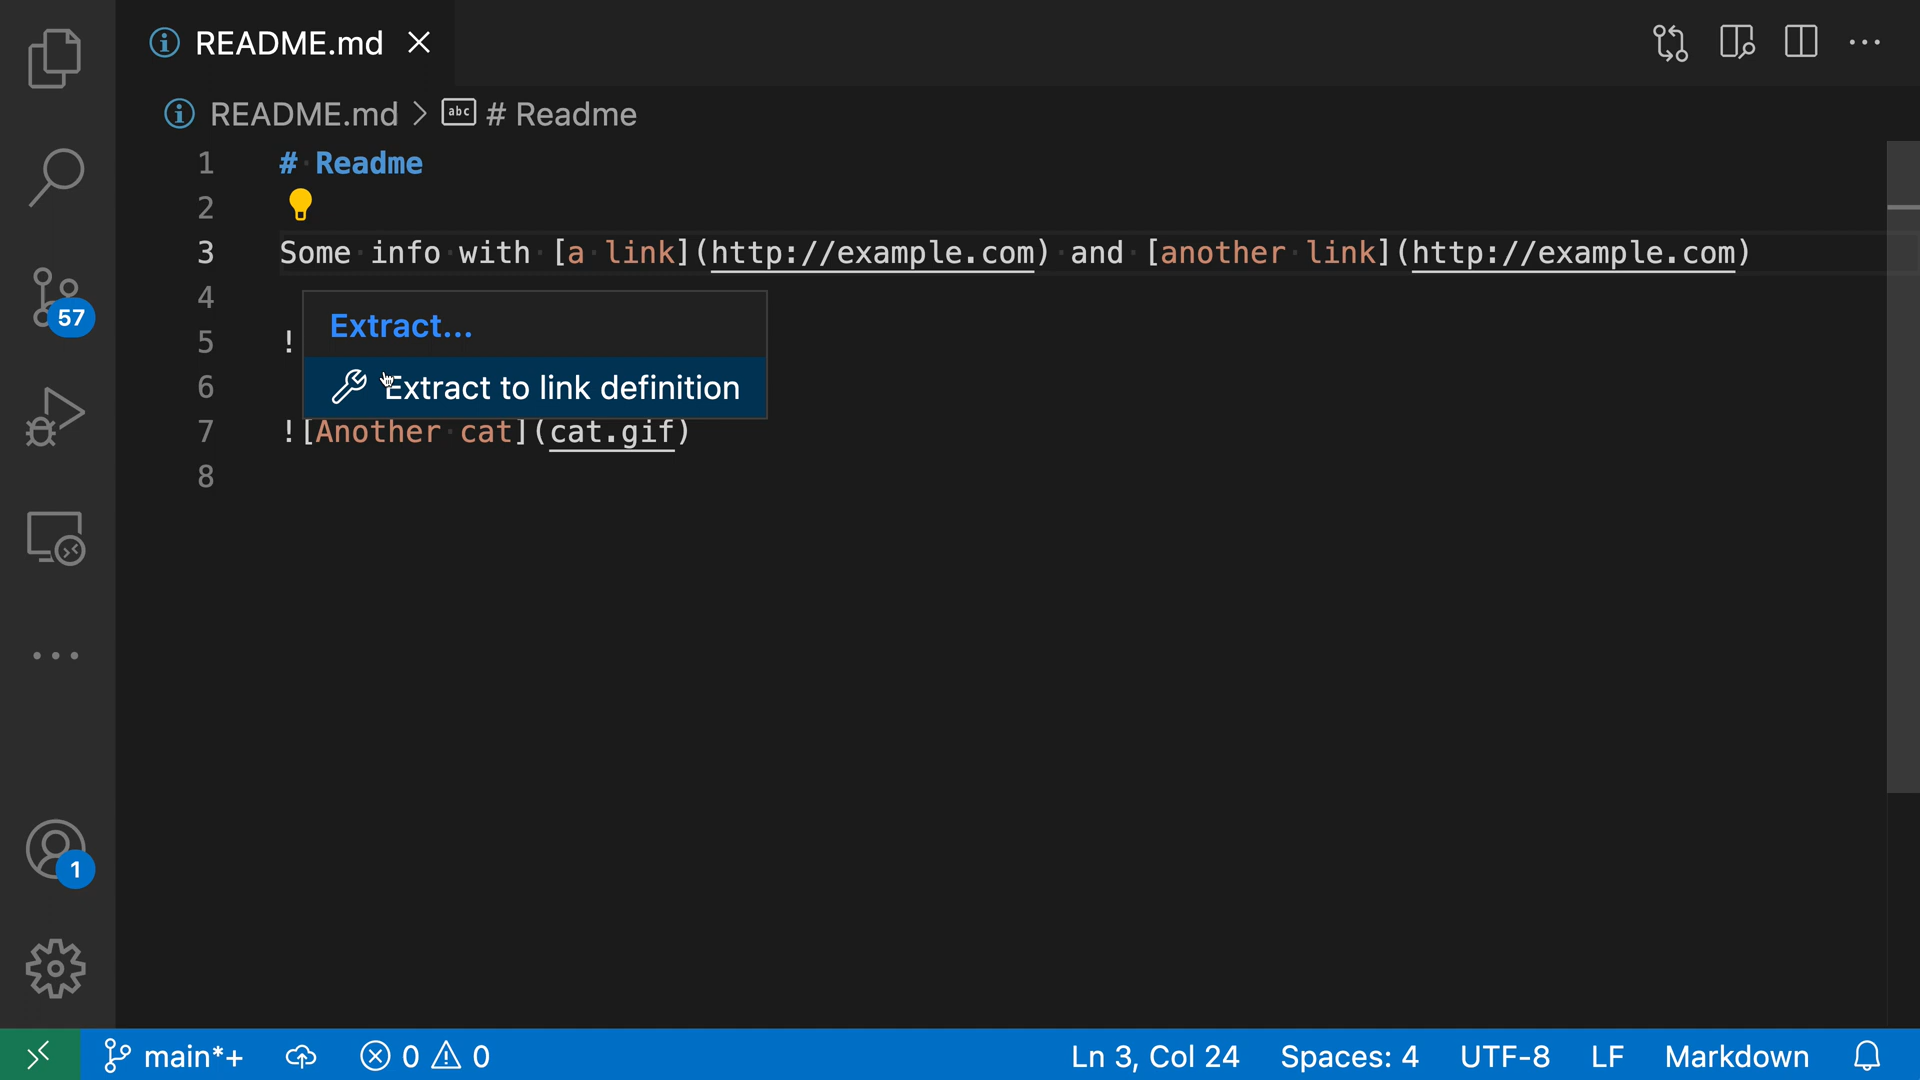 README.md
README.md > abc # Readme
1 # Readme
2
3 Some info with [a link](http://example.com) and [another link](http://example.com)
4
Extract...
5 !
6
Extract to link definition
7 ![Another cat](cat.gif)
8
57
1
main*+ 0 0 Ln 3, Col 24 Spaces: 4 UTF-8 LF Markdown